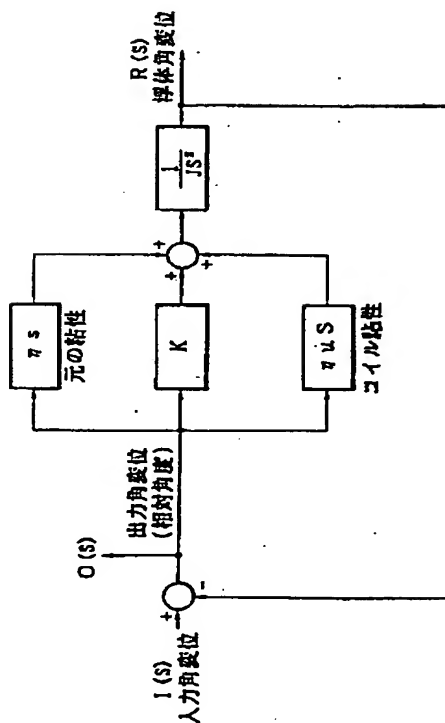 I (S)
入力角変位
+
-
O (S)
出力角変位
(相対角度)
η s
元の粘性
K
η u̇ S
コイル粘性
+
+
+
1
JS²
R (S)
浮体角変位